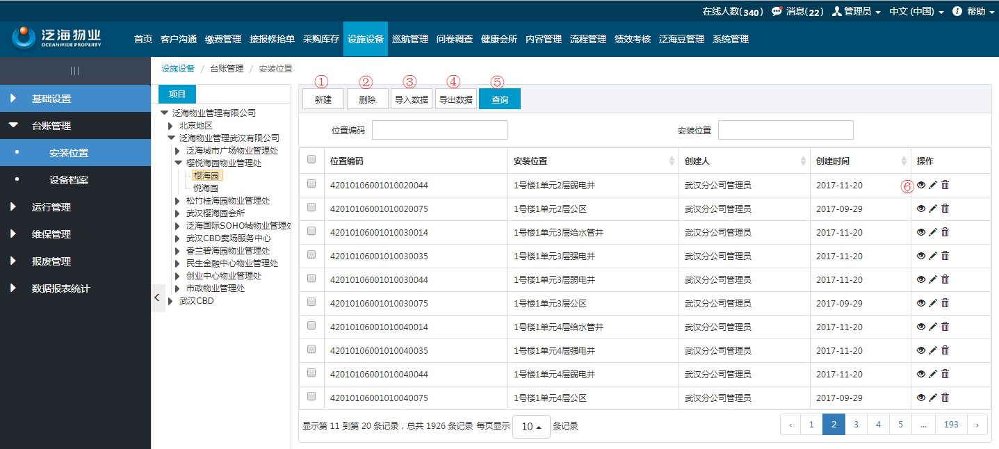 在线人数(340) 消息(22) 管理员 中文 (中国) 帮助
泛海物业
OCEANWIDE PROPERTY
首页 客户沟通 缴费管理 接报修抢单 采购库存 设施设备 巡航管理 问卷调查 健康会所 内容管理 流程管理 绩效考核 泛海豆管理 系统管理
设施设备 / 台账管理 / 安装位置
基础设置
台账管理
安装位置
设备档案
运行管理
维保管理
报废管理
数据报表统计
项目
泛海物业管理有限公司
北京地区
泛海物业管理武汉有限公司
泛海城市广场物业管理处
樱悦海园物业管理处
樱海园
悦海园
松竹桂海园物业管理处
武汉樱海园会所
泛海国际SOHO城物业管理处
武汉CBD案场服务中心
香兰碧海园物业管理处
民生金融中心物业管理处
创业中心物业管理处
市政物业管理处
武汉CBD
① ② ③ ④ ⑤
新建 删除 导入数据 导出数据 查询
位置编码 安装位置
位置编码 安装位置 创建人 创建时间 操作
42010106001010020044 1号楼1单元2层弱电井 武汉分公司管理员 2017-11-20 ⑥
42010106001010020075 1号楼1单元2层公区 武汉分公司管理员 2017-09-29
42010106001010030014 1号楼1单元3层给水管井 武汉分公司管理员 2017-11-20
42010106001010030035 1号楼1单元3层强电井 武汉分公司管理员 2017-11-20
42010106001010030044 1号楼1单元3层弱电井 武汉分公司管理员 2017-11-20
42010106001010030075 1号楼1单元3层公区 武汉分公司管理员 2017-09-29
42010106001010040014 1号楼1单元4层给水管井 武汉分公司管理员 2017-11-20
42010106001010040035 1号楼1单元4层强电井 武汉分公司管理员 2017-11-20
42010106001010040044 1号楼1单元4层弱电井 武汉分公司管理员 2017-11-20
42010106001010040075 1号楼1单元4层公区 武汉分公司管理员 2017-09-29
显示第 11 到第 20 条记录，总共 1926 条记录 每页显示 10 条记录
‹ 1 2 3 4 5 ... 193 ›